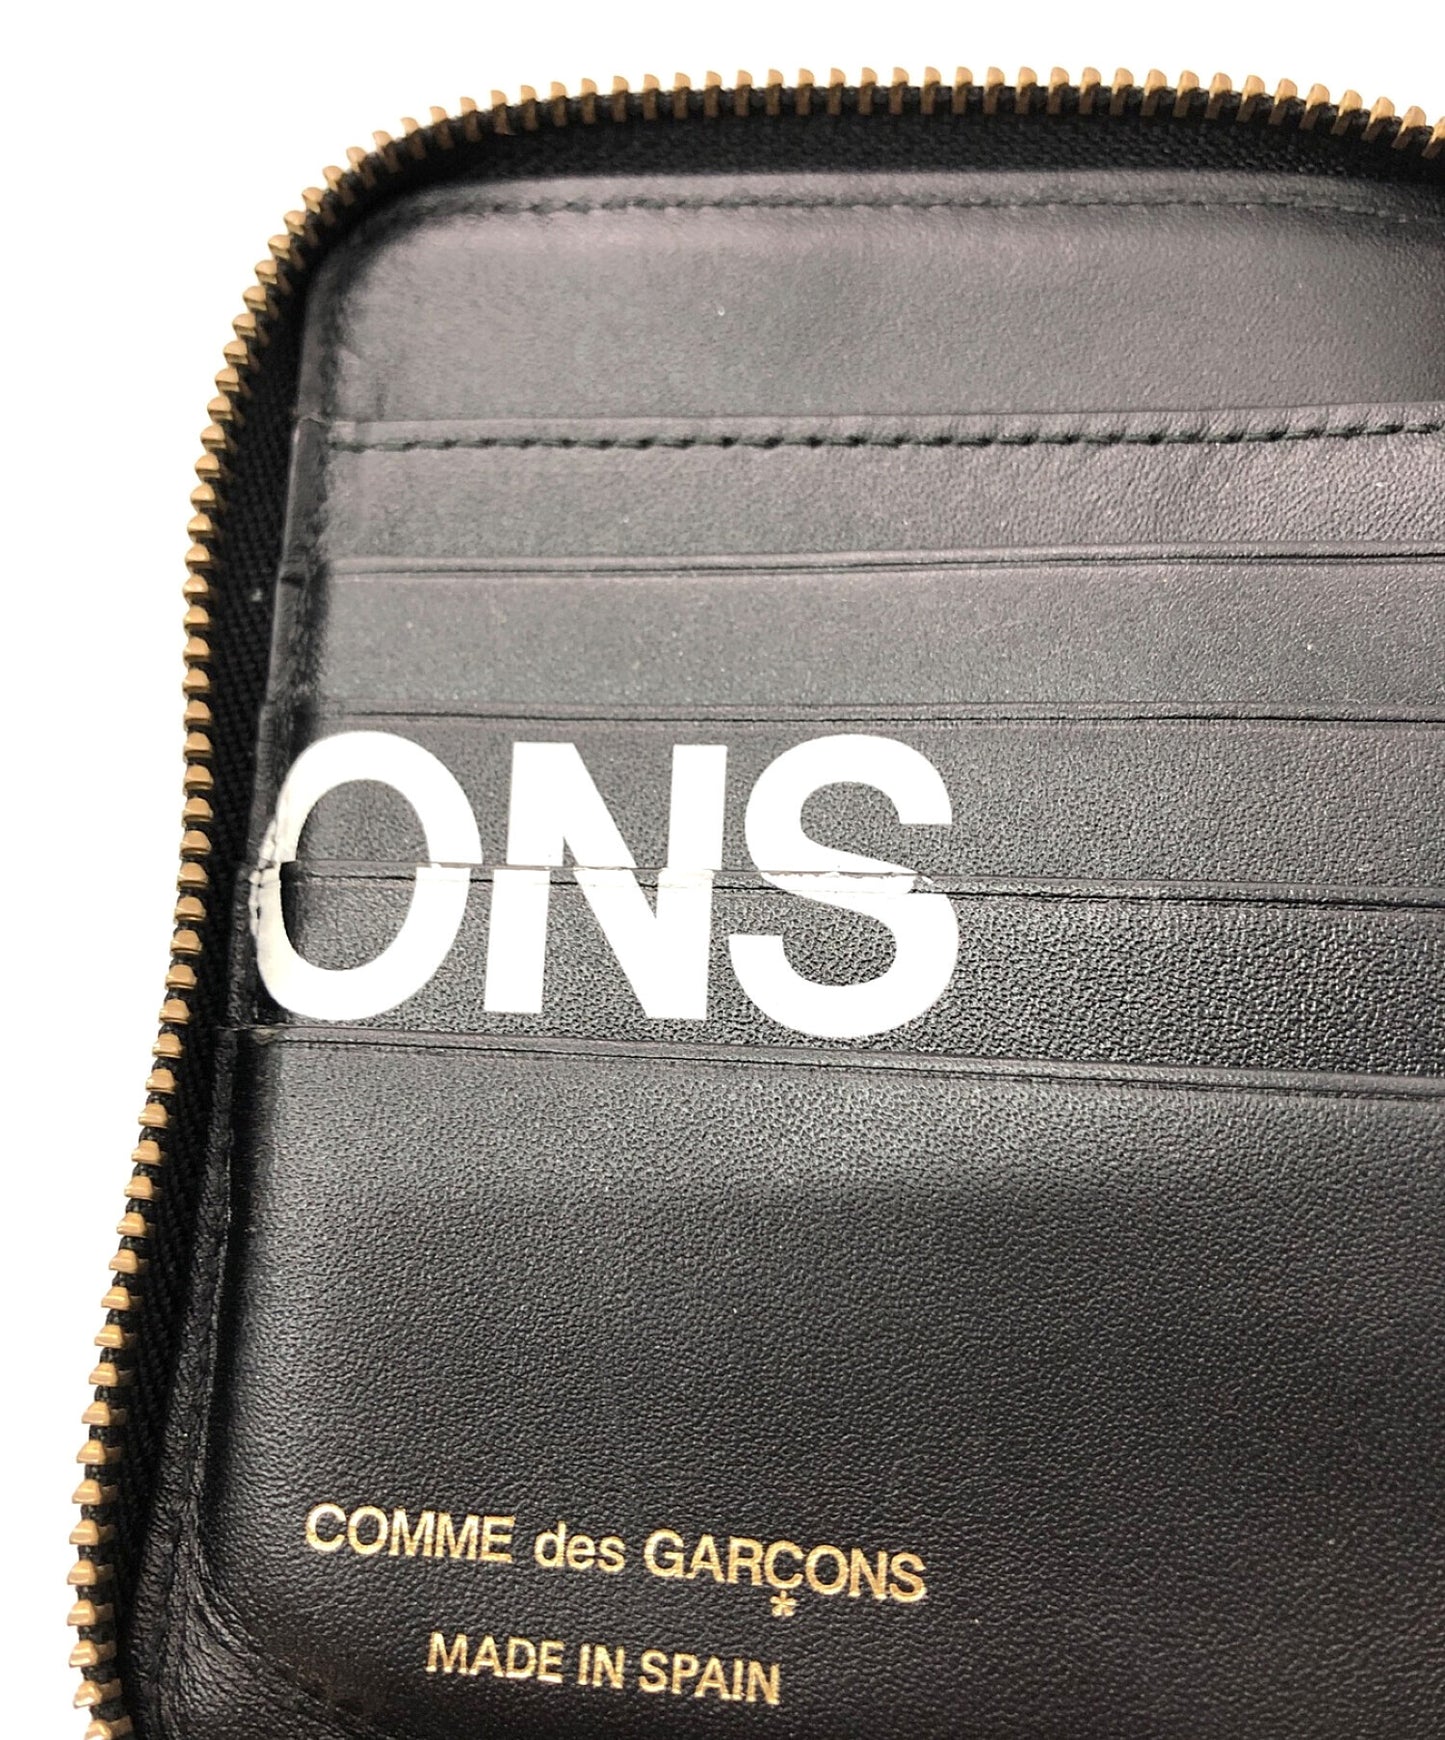 ONS
COMME des GARÇONS
*
MADE IN SPAIN